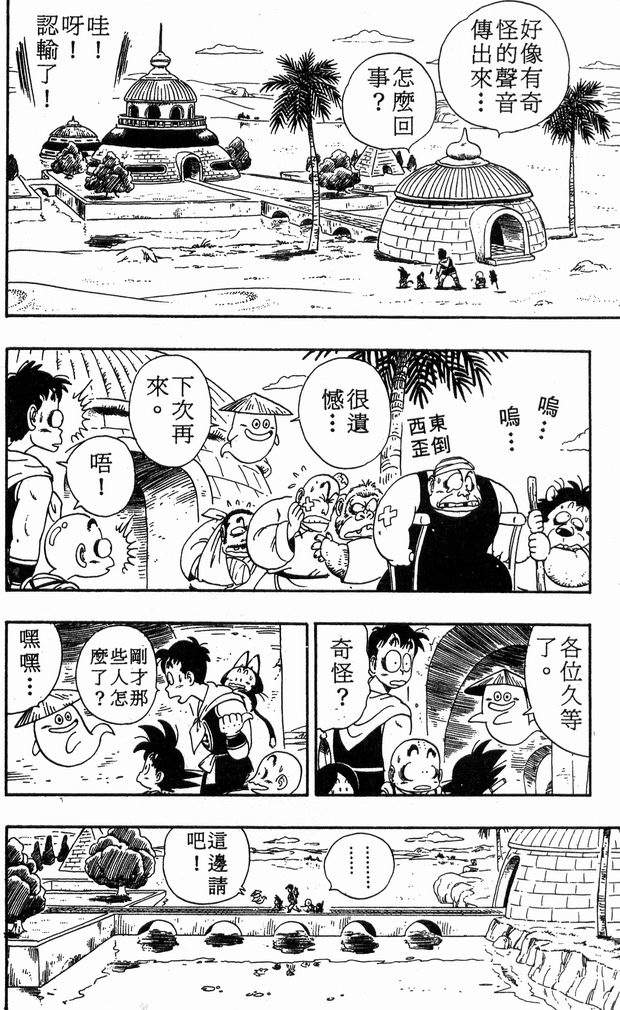 好像有奇
怪的聲音
傳出來…
怎麼回
事？
哇！
呀！
認輸了！
嗚…
嗚…
東倒
西歪
很遺
憾…
下次再
來。
唔！
各位久等
了。
奇怪？
剛才那
些人怎
麼了？
嘿嘿…
………
這邊請
吧！